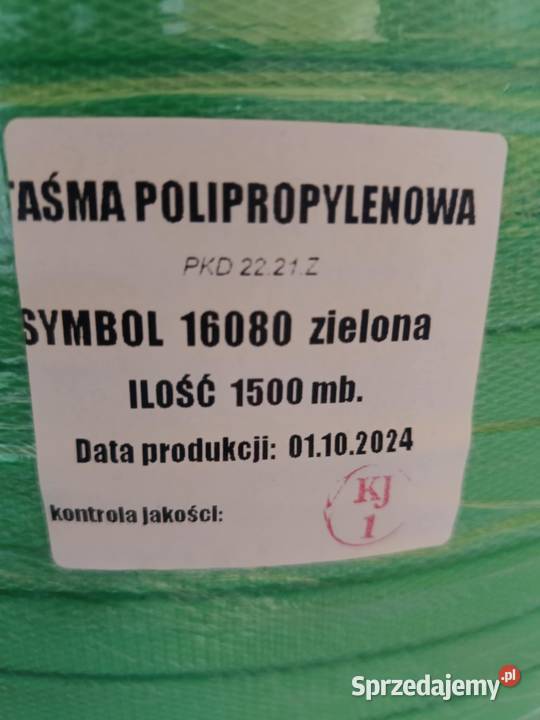 TAŚMA POLIPROPYLENOWA
PKD 22.21.Z
SYMBOL 16080 zielona
ILOŚĆ 1500 mb.
Data produkcji: 01.10.2024
kontrola jakości:
KJ
1
Sprzedajemy.pl